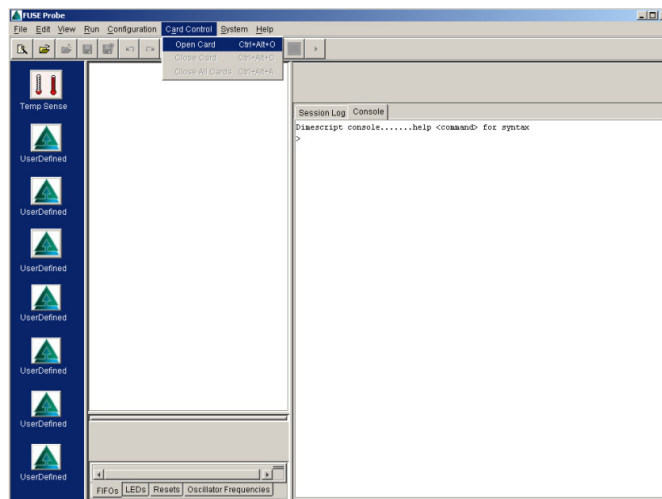 FUSE Probe
File Edit View Run Configuration Card Control System Help
Open Card Ctrl+Alt+O
Close Card Ctrl+Alt+C
Close All Cards Ctrl+Alt+A
Temp Sense
UserDefined
UserDefined
UserDefined
UserDefined
UserDefined
UserDefined
UserDefined
Session Log Console
Dimescript console.......help <command> for syntax
>
FIFOs LEDs Resets Oscillator Frequencies